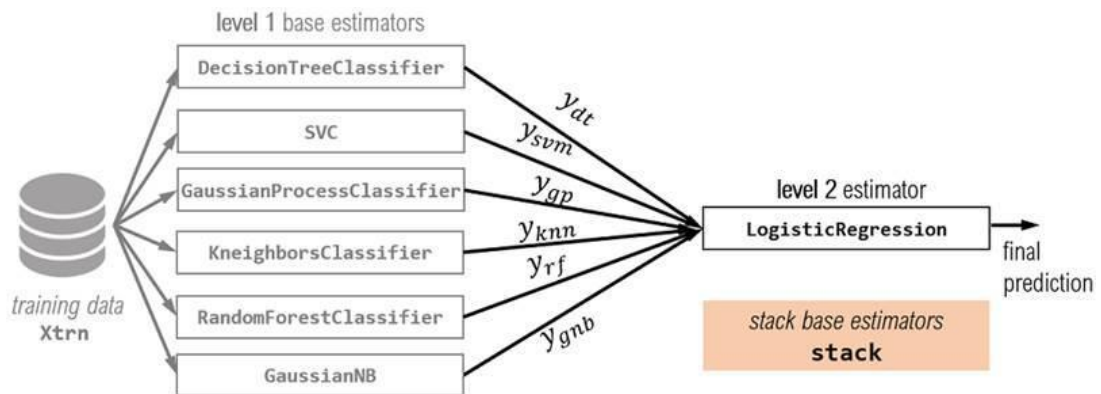 level 1 base estimators
DecisionTreeClassifier
SVC
GaussianProcessClassifier
KneighborsClassifier
RandomForestClassifier
GaussianNB
training data
Xtrn
y_dt
y_svm
y_gp
y_knn
y_rf
y_gnb
level 2 estimator
LogisticRegression
final
prediction
stack base estimators
stack